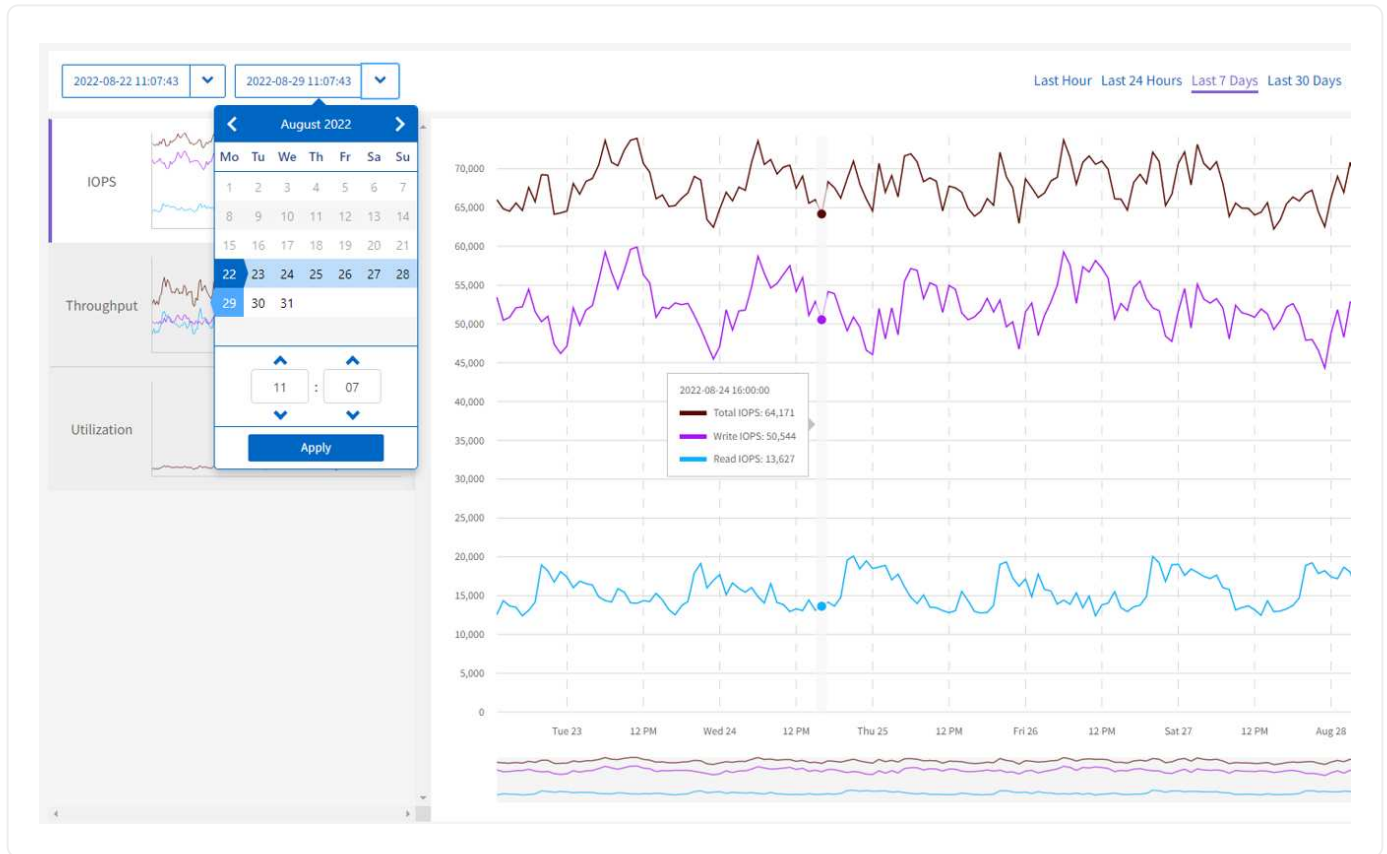 2022-08-22 11:07:43 2022-08-29 11:07:43 Last Hour Last 24 Hours Last 7 Days Last 30 Days
August 2022
Mo Tu We Th Fr Sa Su
1 2 3 4 5 6 7
8 9 10 11 12 13 14
15 16 17 18 19 20 21
22 23 24 25 26 27 28
29 30 31
11 : 07
Apply
IOPS
Throughput
Utilization
70,000
65,000
60,000
55,000
50,000
45,000
40,000
35,000
30,000
25,000
20,000
15,000
10,000
5,000
0
2022-08-24 16:00:00
Total IOPS: 64,171
Write IOPS: 50,544
Read IOPS: 13,627
Tue 23 12 PM Wed 24 12 PM Thu 25 12 PM Fri 26 12 PM Sat 27 12 PM Aug 28